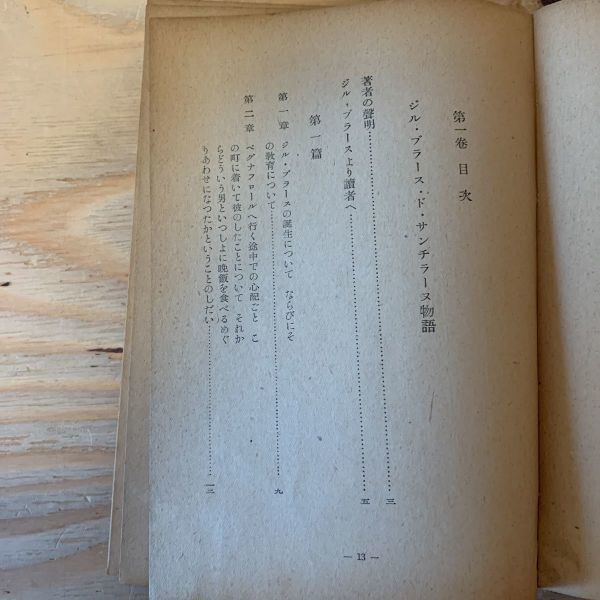 第一卷 目次
ジル・ブラース・ド・サンチラーヌ物語
著者の聲明……………………三
ジル・ブラースより讀者へ……………………五
第一篇
第一章 ジル・ブラースの誕生について ならびにそ
の敎育について……………………九
第二章 ペグナフロールへ行く途中での心配ごと こ
の町に着いて彼のしたことについて それか
らどういう男といつしよに晚飯を食べるめぐ
りあわせになつたかということのしだい……………………一三
— 13 —